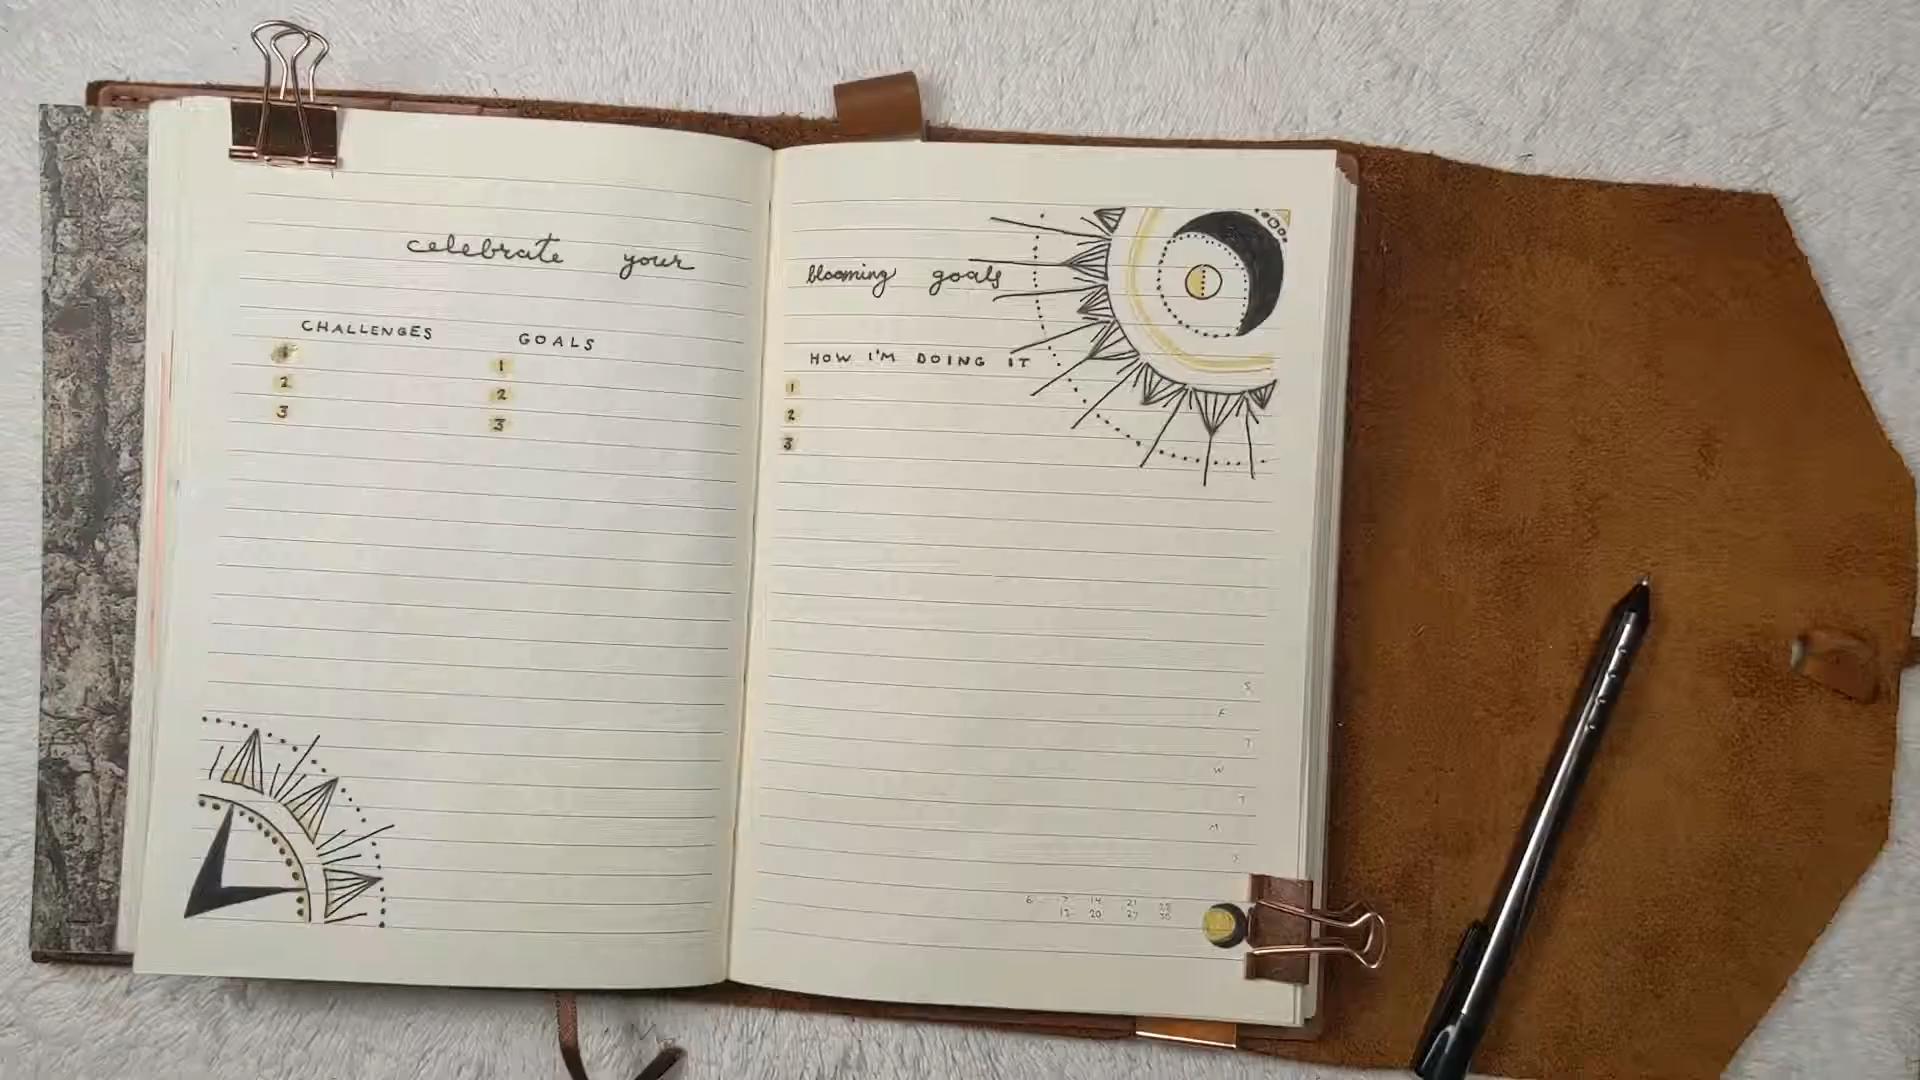 celebrate your
CHALLENGES
1
2
3
GOALS
1
2
3
blooming goals
HOW I'M DOING IT
1
2
3
S
F
T
W
T
M
S
6 7 14 21 28
13 20 27 30